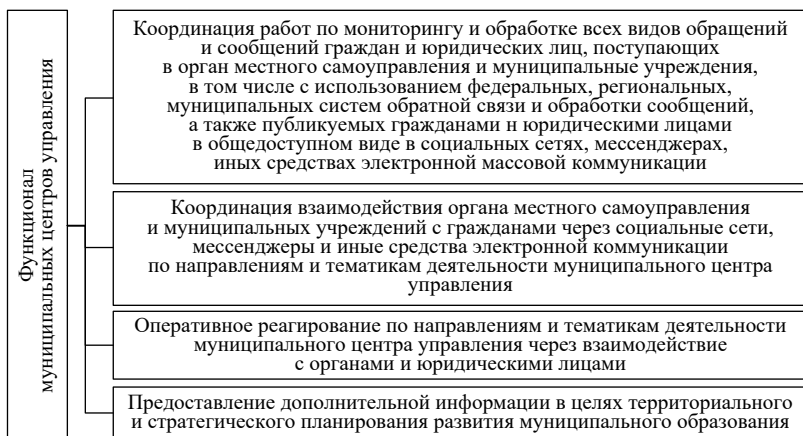 Функционал
муниципальных центров управления
Координация работ по мониторингу и обработке всех видов обращений
и сообщений граждан и юридических лиц, поступающих
в орган местного самоуправления и муниципальные учреждения,
в том числе с использованием федеральных, региональных,
муниципальных систем обратной связи и обработки сообщений,
а также публикуемых гражданами н юридическими лицами
в общедоступном виде в социальных сетях, мессенджерах,
иных средствах электронной массовой коммуникации
Координация взаимодействия органа местного самоуправления
и муниципальных учреждений с гражданами через социальные сети,
мессенджеры и иные средства электронной коммуникации
по направлениям и тематикам деятельности муниципального центра
управления
Оперативное реагирование по направлениям и тематикам деятельности
муниципального центра управления через взаимодействие
с органами и юридическими лицами
Предоставление дополнительной информации в целях территориального
и стратегического планирования развития муниципального образования